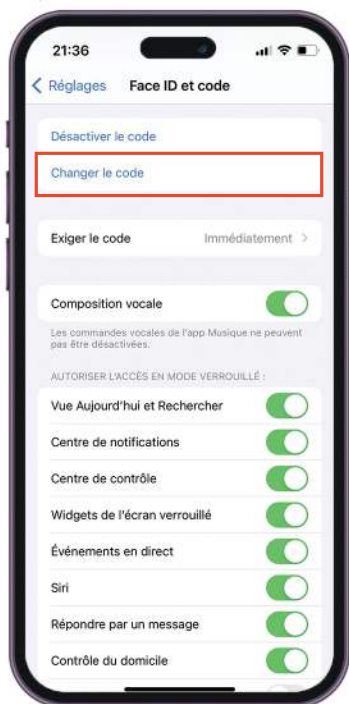 21:36
Réglages
Face ID et code
Désactiver le code
Changer le code
Exiger le code
Immédiatement
Composition vocale
Les commandes vocales de l'app Musique ne peuvent
pas être désactivées.
AUTORISER L'ACCÈS EN MODE VERROUILLÉ :
Vue Aujourd'hui et Rechercher
Centre de notifications
Centre de contrôle
Widgets de l'écran verrouillé
Événements en direct
Siri
Répondre par un message
Contrôle du domicile